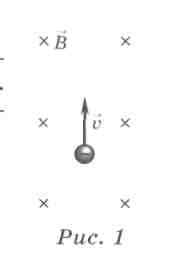 × B⃗ ×
× v⃗ ×
× ×
Рис. 1